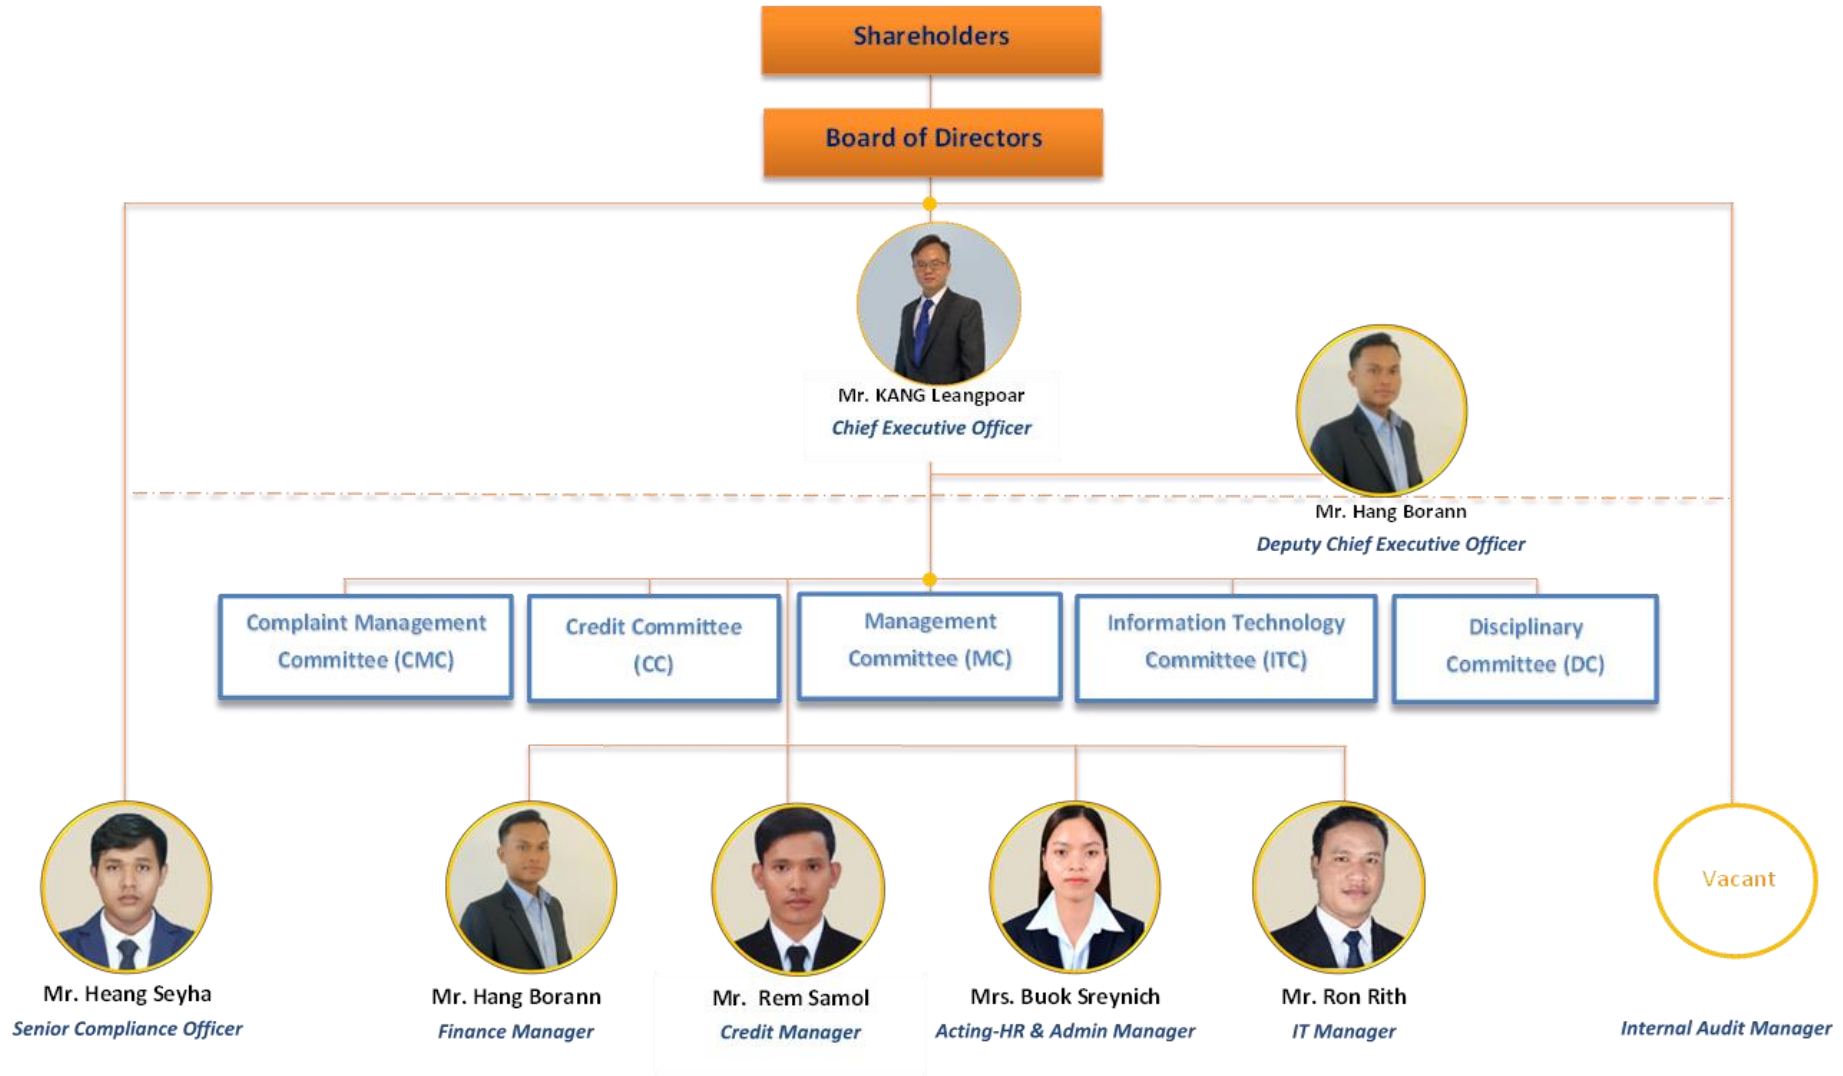 Shareholders
Board of Directors
Mr. KANG Leangpoar
Chief Executive Officer
Mr. Hang Borann
Deputy Chief Executive Officer
Complaint Management
Committee (CMC)
Credit Committee
(CC)
Management
Committee (MC)
Information Technology
Committee (ITC)
Disciplinary
Committee (DC)
Mr. Heang Seyha
Senior Compliance Officer
Mr. Hang Borann
Finance Manager
Mr. Rem Samol
Credit Manager
Mrs. Buok Sreynich
Acting-HR & Admin Manager
Mr. Ron Rith
IT Manager
Vacant
Internal Audit Manager